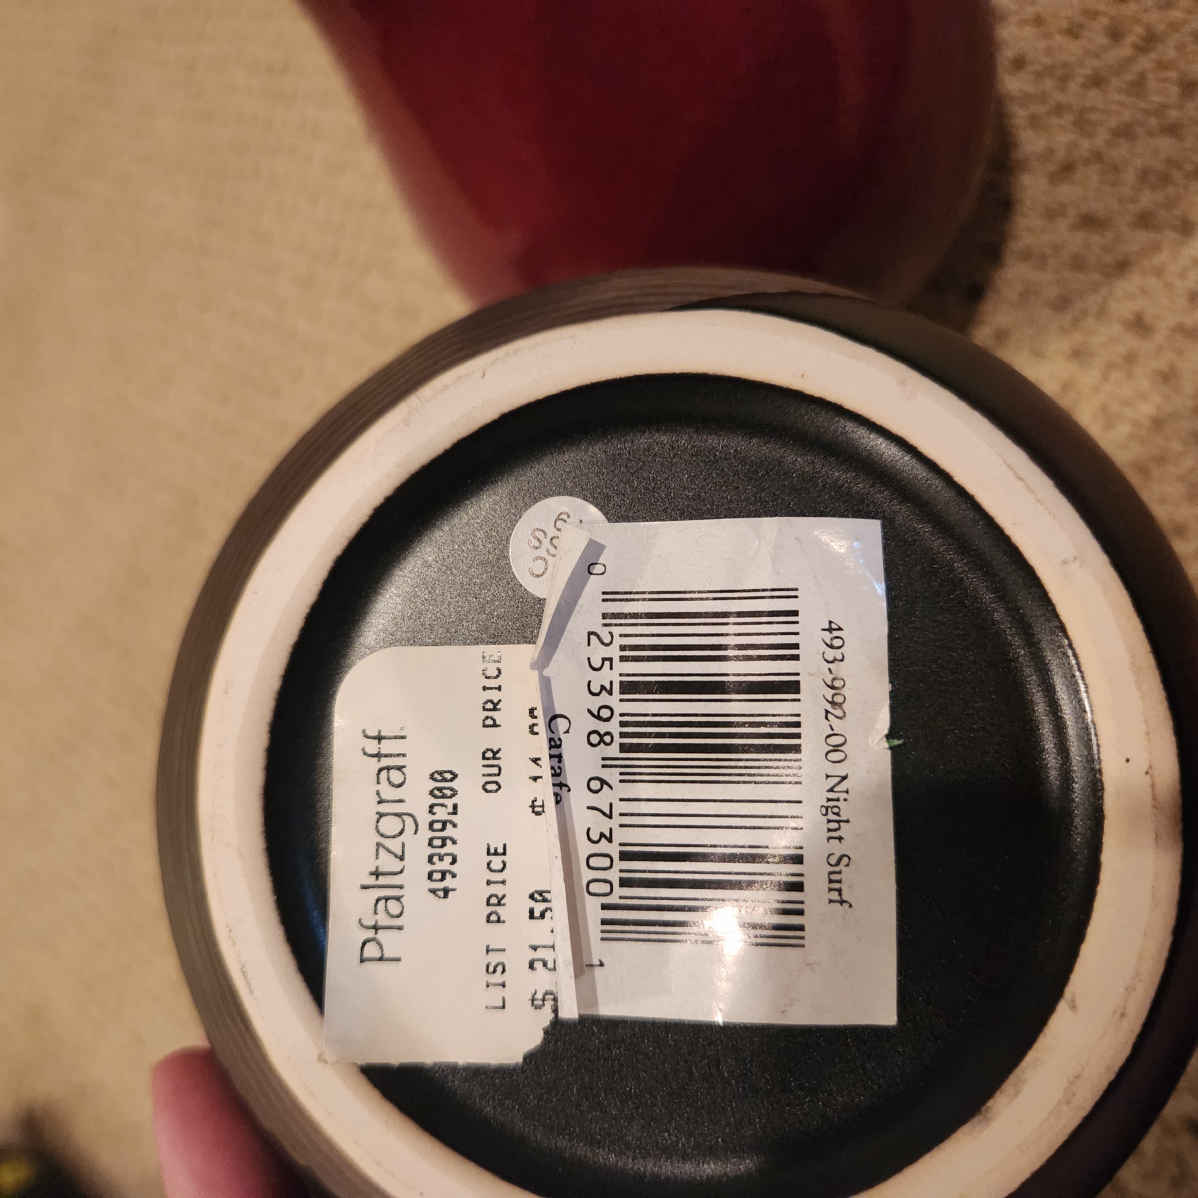 Pfaltzgraff
49399200
LIST PRICE OUR PRICE
$ 21.50
Carafe
0 25398 67300 1
493-992-00 Night Surf